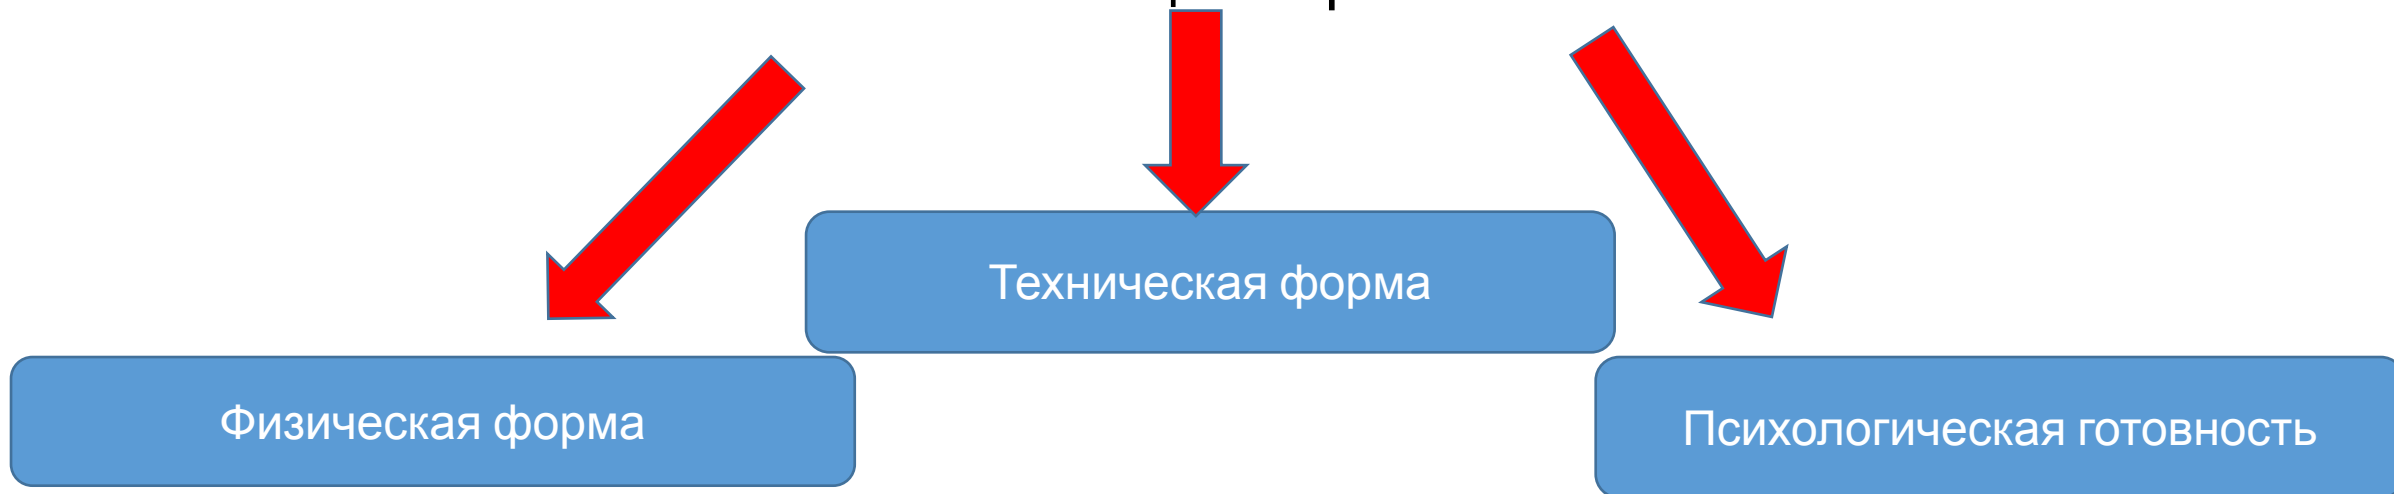 Техническая форма
Физическая форма
Психологическая готовность